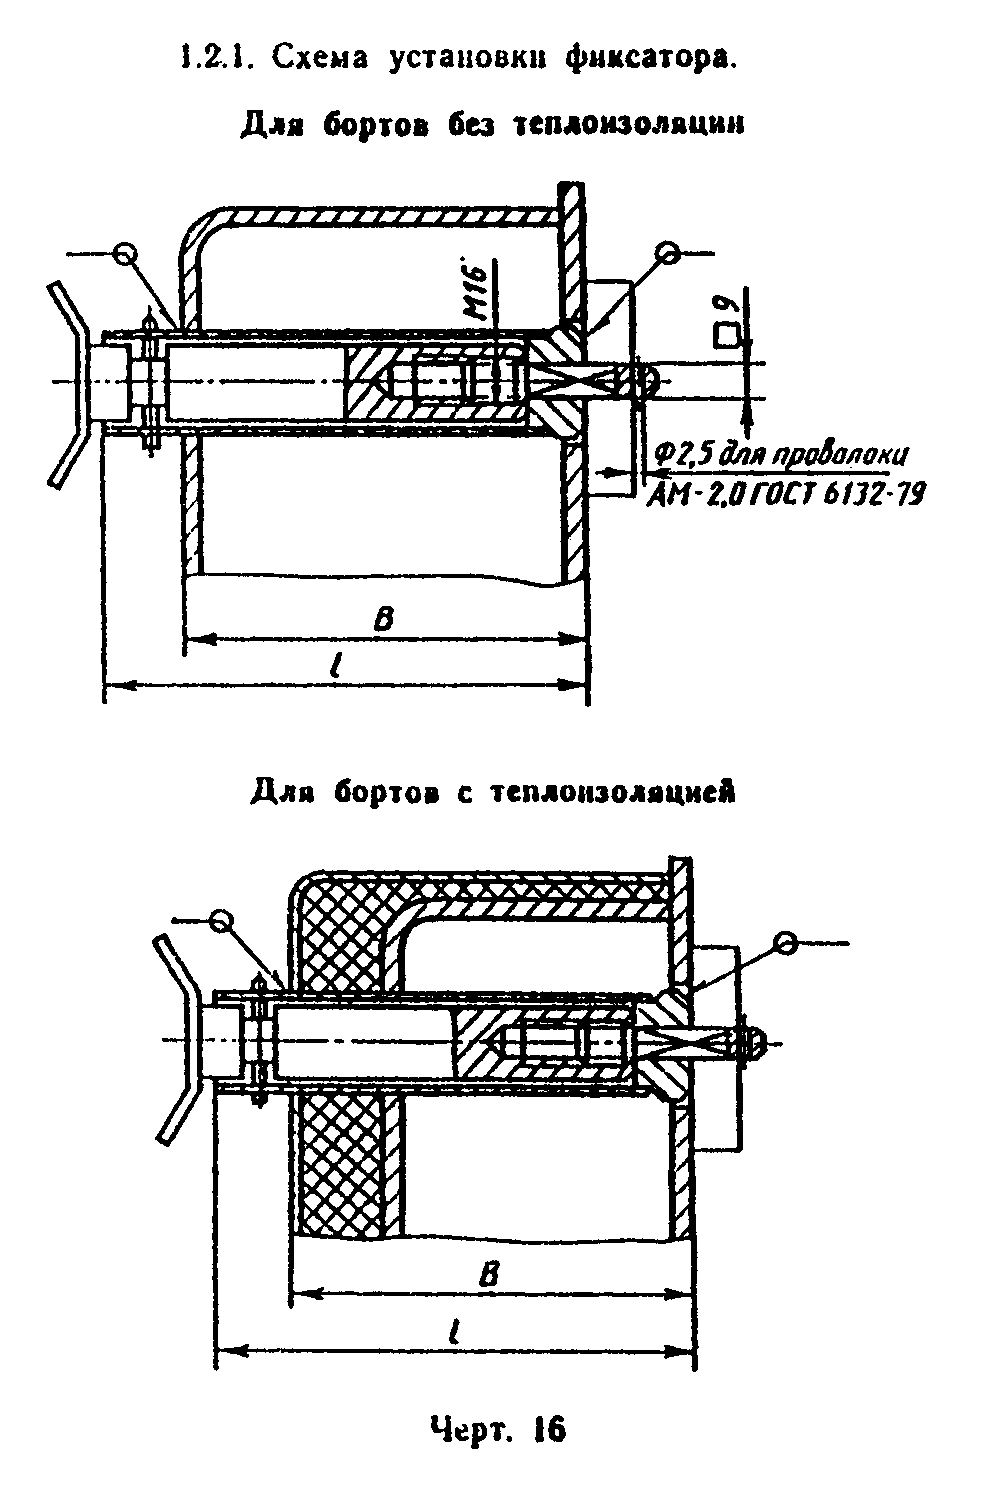 1.2.1. Схема установки фиксатора.
Для бортов без теплоизоляции
М16
□ 9
Ф2,5 для проволоки
АМ-2,0 ГОСТ 6132-79
В
l
Для бортов с теплоизоляцией
В
l
Черт. 16